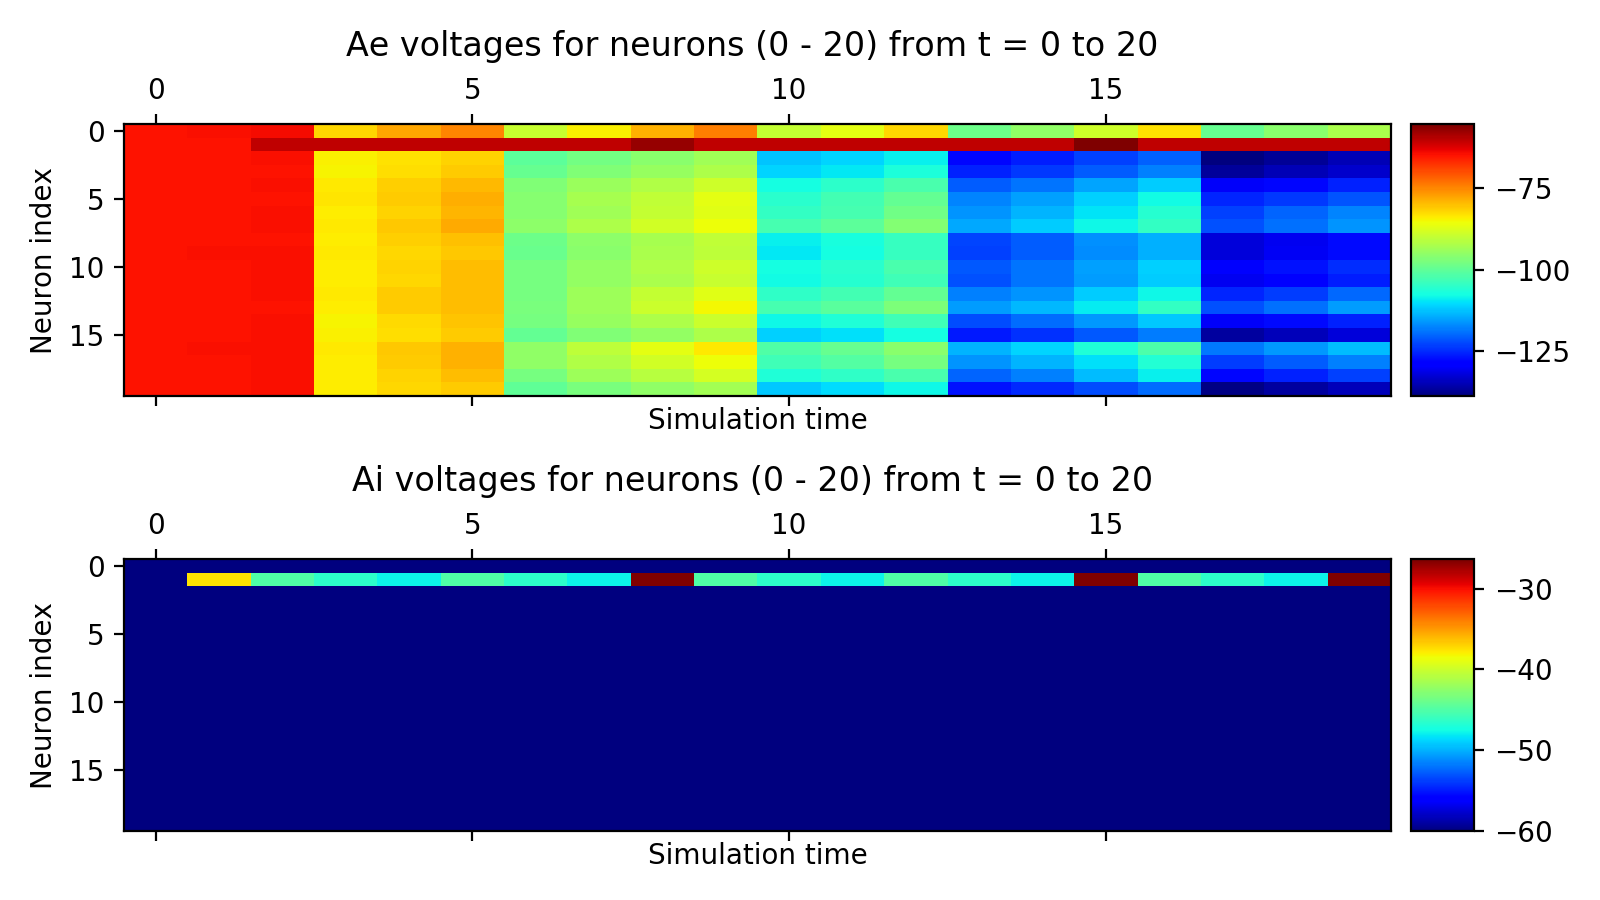 Ae voltages for neurons (0 - 20) from t = 0 to 20
0 5 10 15
0
5
10
15
Neuron index
Simulation time
−75
−100
−125
Ai voltages for neurons (0 - 20) from t = 0 to 20
0 5 10 15
0
5
10
15
Neuron index
Simulation time
−30
−40
−50
−60